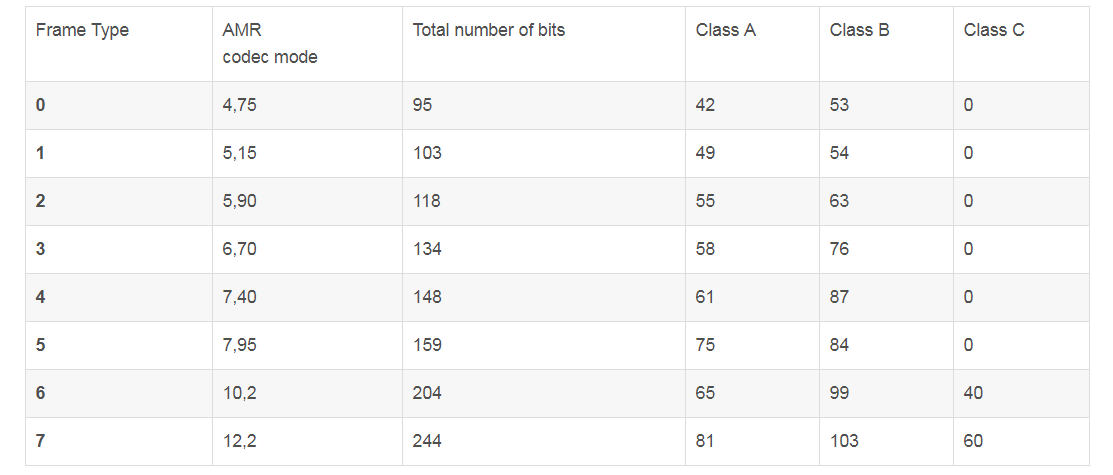 Frame Type AMR codec mode Total number of bits Class A Class B Class C
0 4,75 95 42 53 0
1 5,15 103 49 54 0
2 5,90 118 55 63 0
3 6,70 134 58 76 0
4 7,40 148 61 87 0
5 7,95 159 75 84 0
6 10,2 204 65 99 40
7 12,2 244 81 103 60